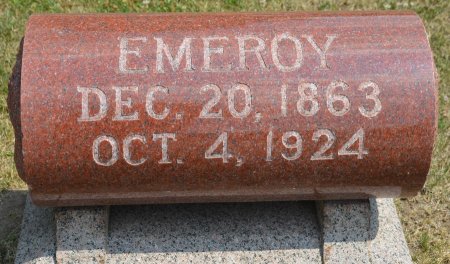 EMEROY
DEC. 20, 1863
OCT. 4, 1924